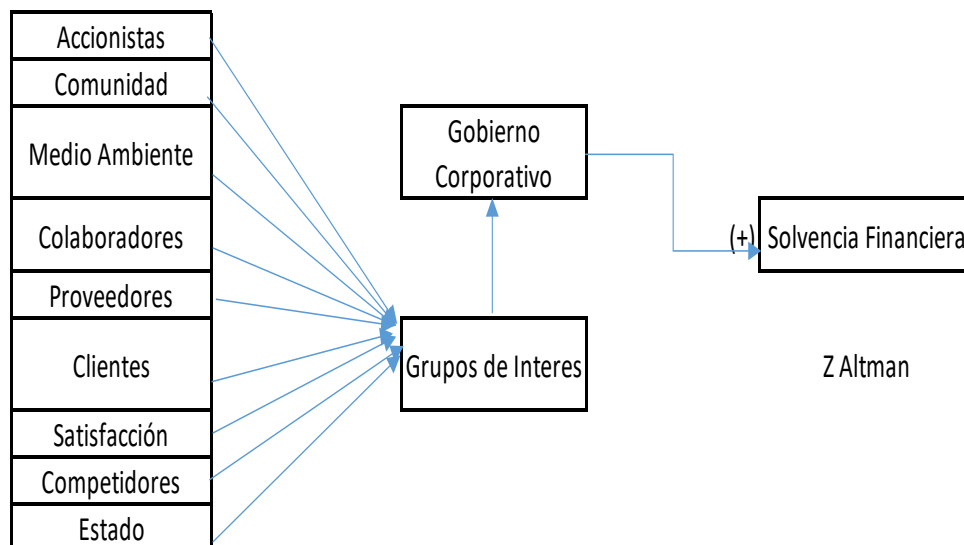 Accionistas
Comunidad
Medio Ambiente
Colaboradores
Proveedores
Clientes
Satisfacción
Competidores
Estado
Gobierno
Corporativo
Grupos de Interes
(+)
Solvencia Financiera
Z Altman